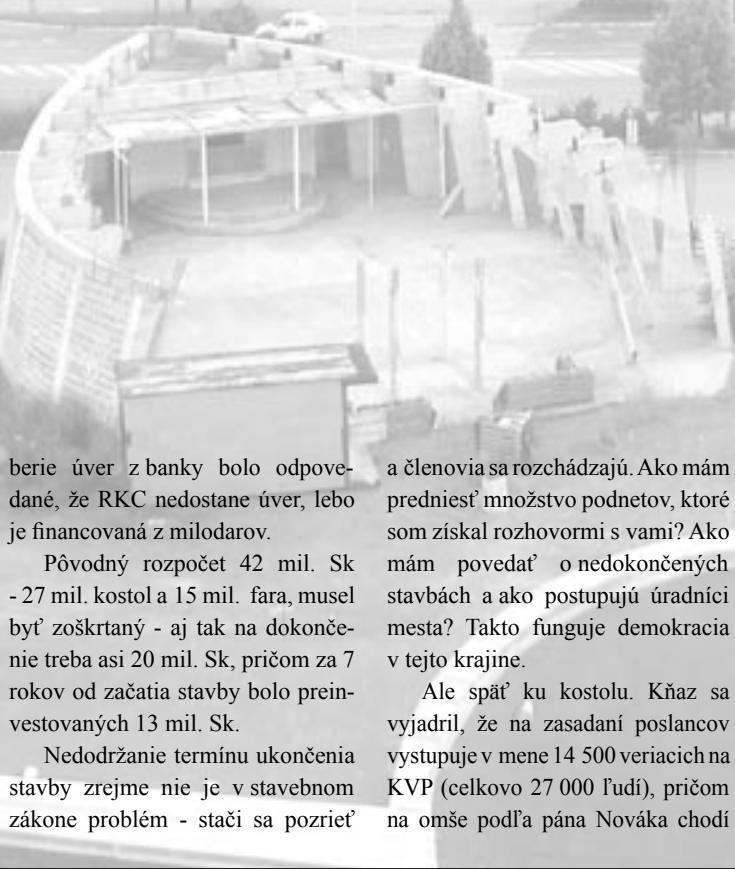 berie úver z banky bolo odpove-
dané, že RKC nedostane úver, lebo
je financovaná z milodarov.
Pôvodný rozpočet 42 mil. Sk
- 27 mil. kostol a 15 mil. fara, musel
byť zoškrtaný - aj tak na dokonče-
nie treba asi 20 mil. Sk, pričom za 7
rokov od začatia stavby bolo prein-
vestovaných 13 mil. Sk.
Nedodržanie termínu ukončenia
stavby zrejme nie je v stavebnom
zákone problém - stači sa pozrieť
a členovia sa rozchádzajú. Ako mám
predniesť množstvo podnetov, ktoré
som získal rozhovormi s vami? Ako
mám povedať o nedokončených
stavbách a ako postupujú úradníci
mesta? Takto funguje demokracia
v tejto krajine.
Ale späť ku kostolu. Kňaz sa
vyjadril, že na zasadaní poslancov
vystupuje v mene 14 500 veriacich na
KVP (celkovo 27 000 ľudí), pričom
na omše podľa pána Nováka chodí